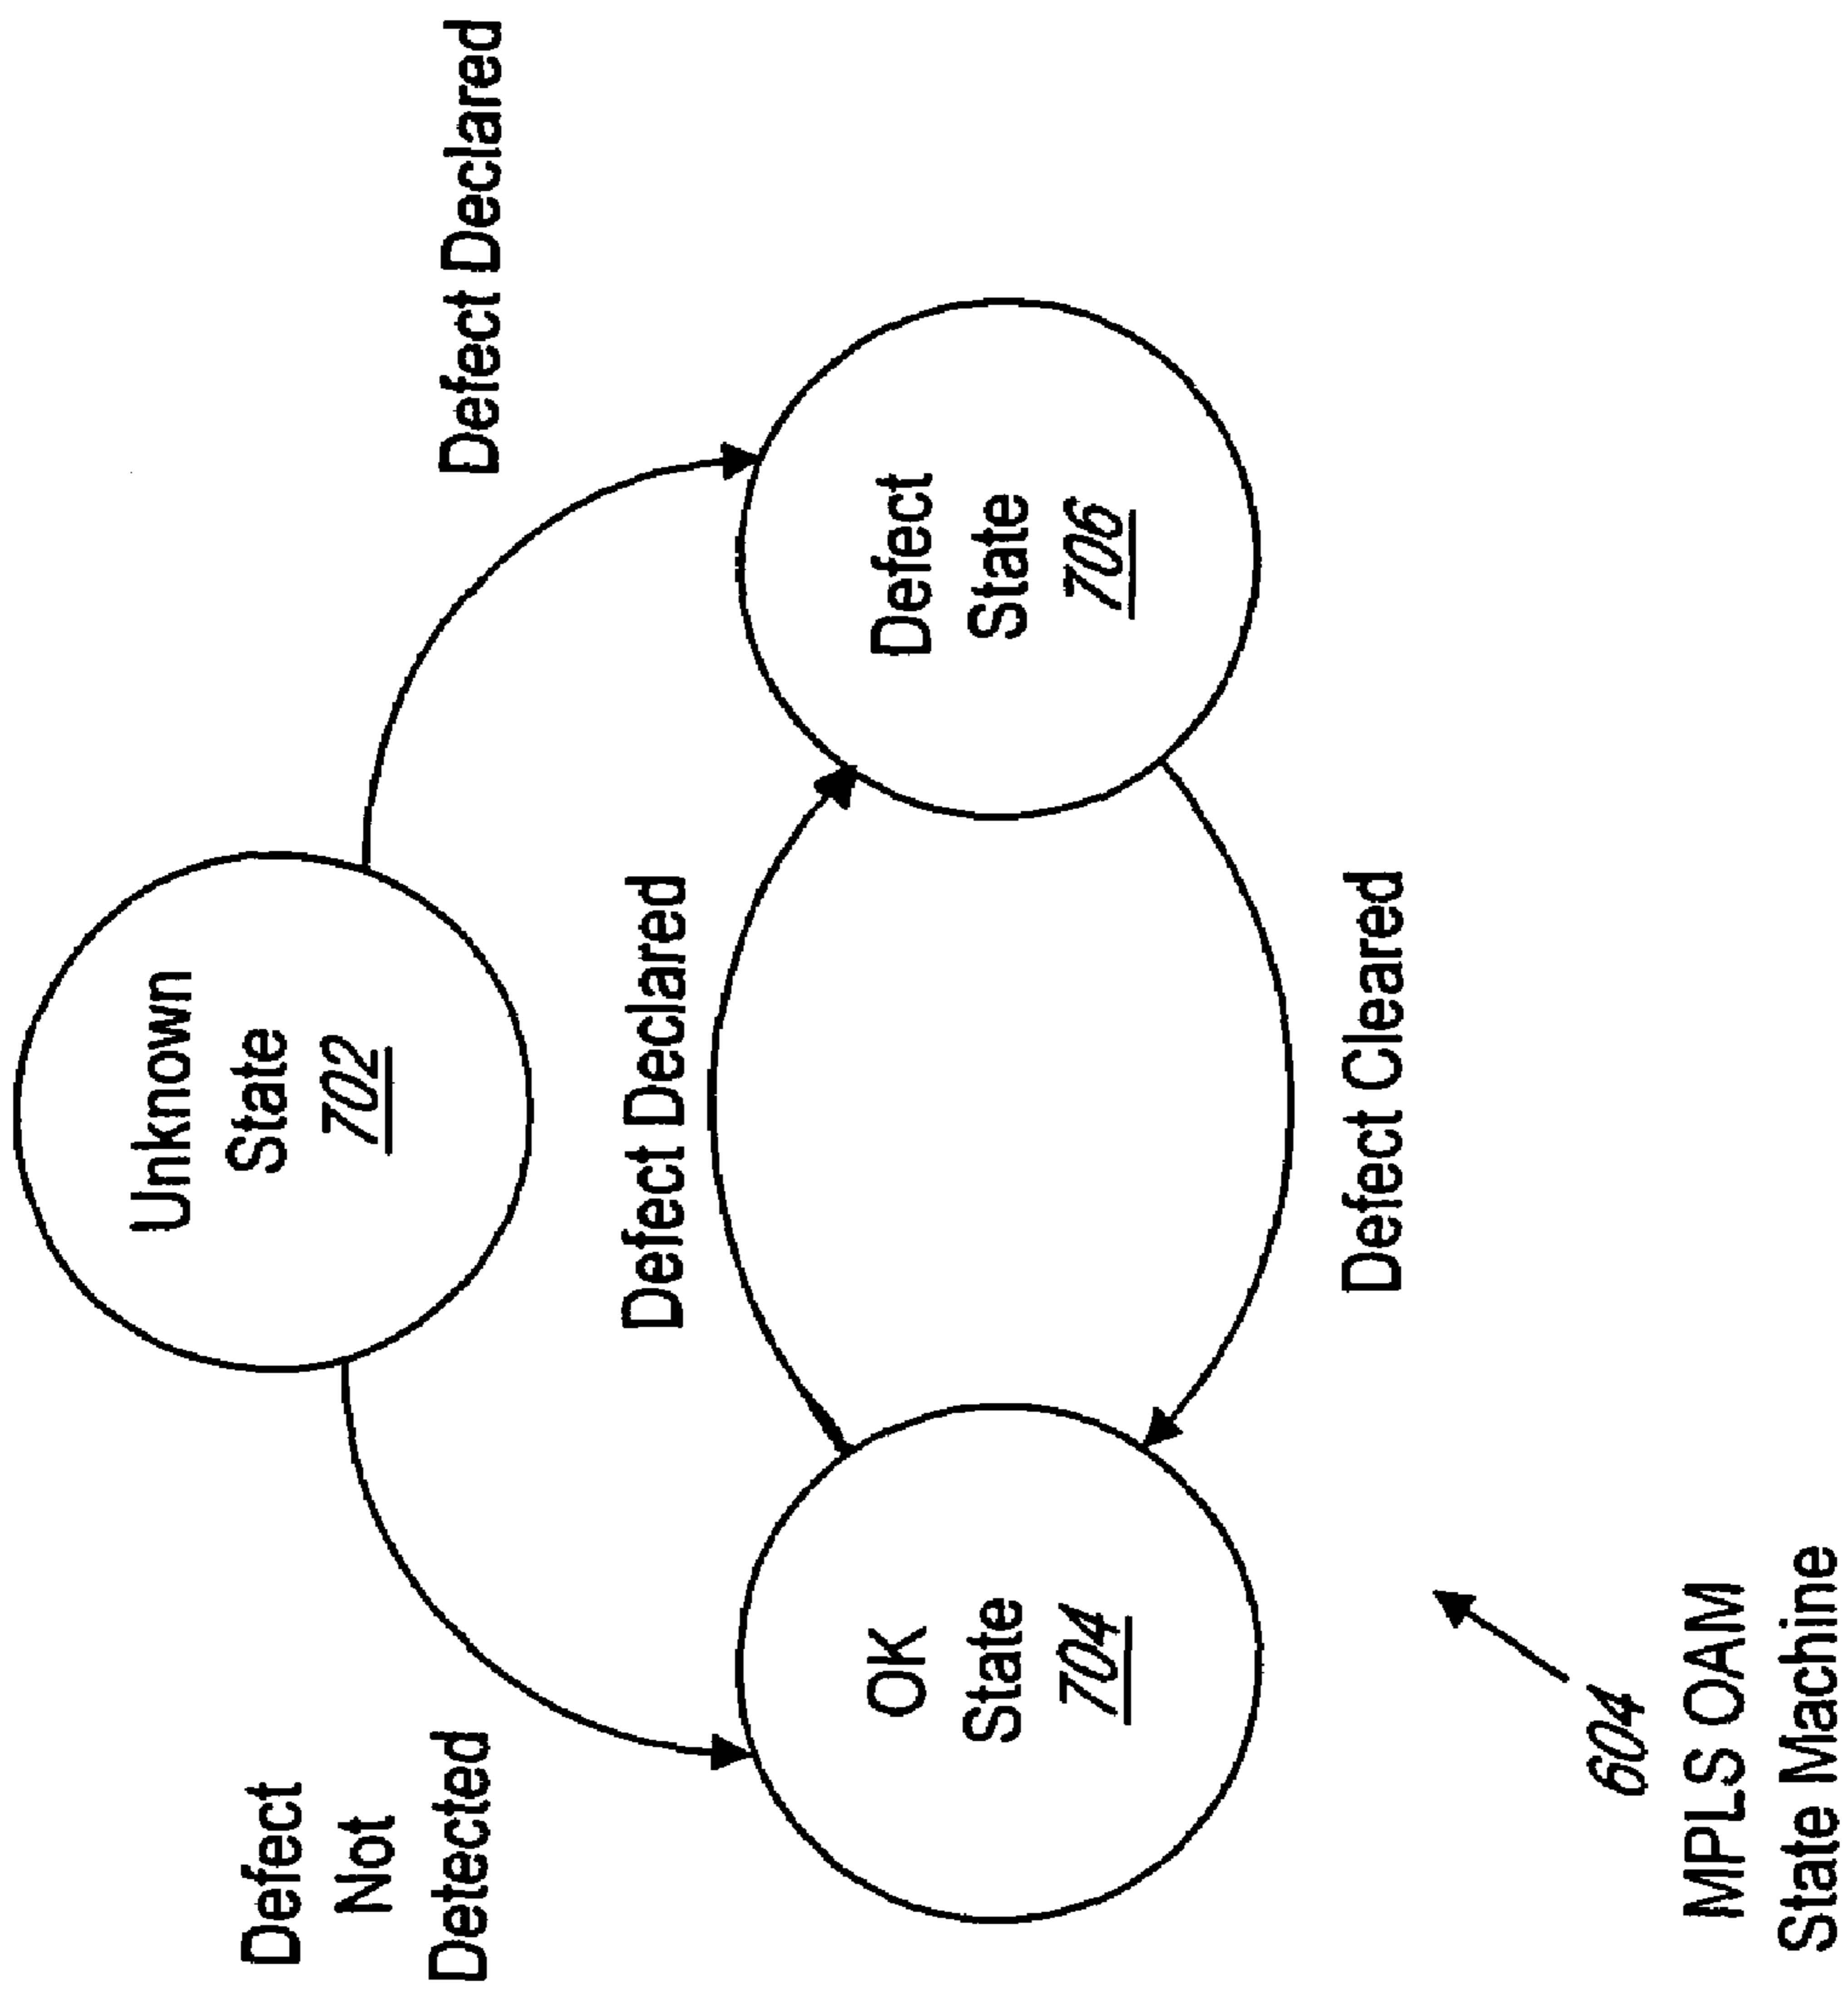 Unknown
State
702
Defect
Not
Detected
Defect Declared
Defect Declared
OK
State
704
Defect
State
706
Defect Cleared
604
MPLS OAM
State Machine